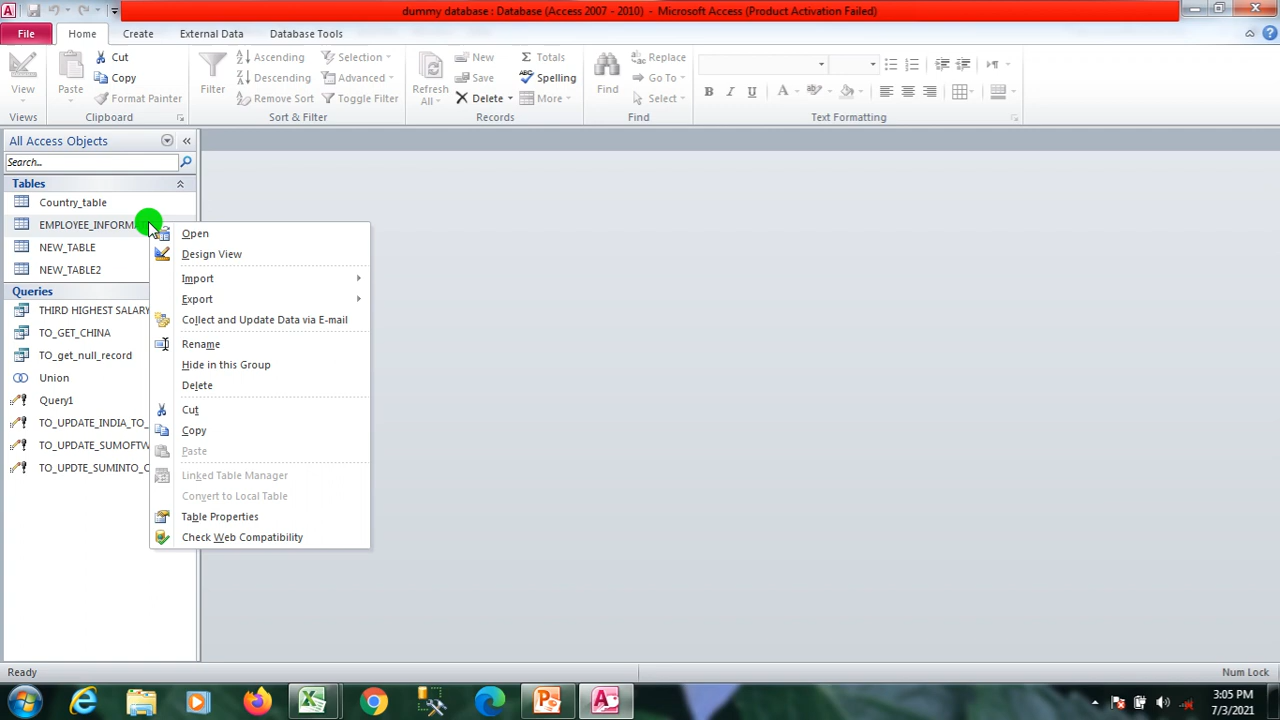 dummy database : Database (Access 2007 - 2010) - Microsoft Access (Product Activation Failed)
File Home Create External Data Database Tools
View
Views
Paste
Cut
Copy
Format Painter
Clipboard
Filter
Ascending
Descending
Remove Sort
Selection
Advanced
Toggle Filter
Sort & Filter
Refresh
All
New
Save
Delete
Totals
Spelling
More
Records
Find
Replace
Go To
Select
Find
B I U A
Text Formatting
All Access Objects
Search...
Tables
Country_table
EMPLOYEE_INFORMA
NEW_TABLE
NEW_TABLE2
Queries
THIRD HIGHEST SALARY
TO_GET_CHINA
TO_get_null_record
Union
Query1
TO_UPDATE_INDIA_TO_
TO_UPDATE_SUMOFTW
TO_UPDTE_SUMINTO_C
Open
Design View
Import
Export
Collect and Update Data via E-mail
Rename
Hide in this Group
Delete
Cut
Copy
Paste
Linked Table Manager
Convert to Local Table
Table Properties
Check Web Compatibility
Ready
Num Lock
3:05 PM
7/3/2021